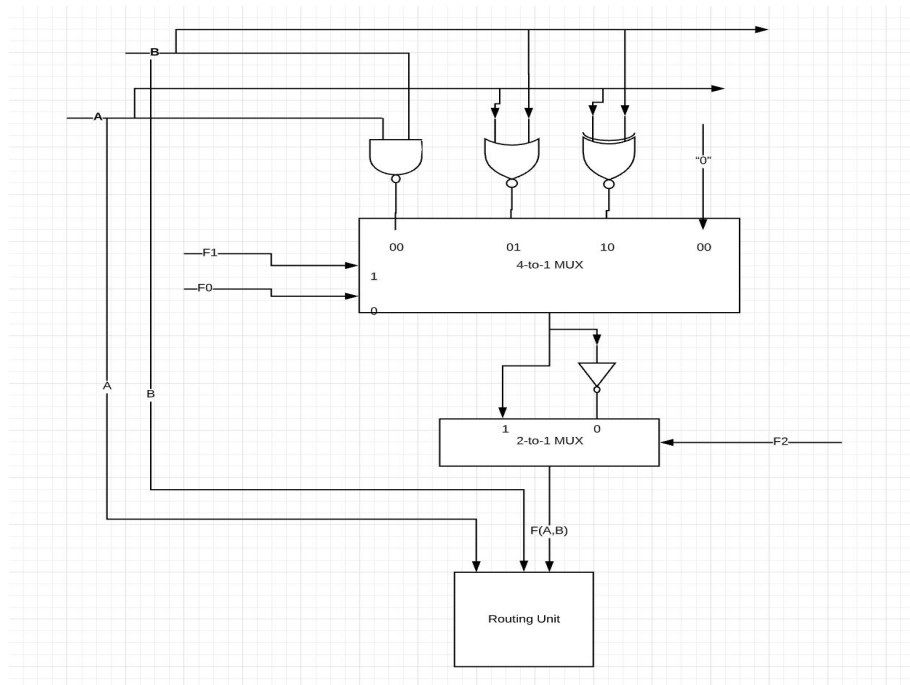 B
A
"0"
00 01 10 00
F1
4-to-1 MUX
1
F0
0
A
B
1 0
2-to-1 MUX
F2
F(A,B)
Routing Unit